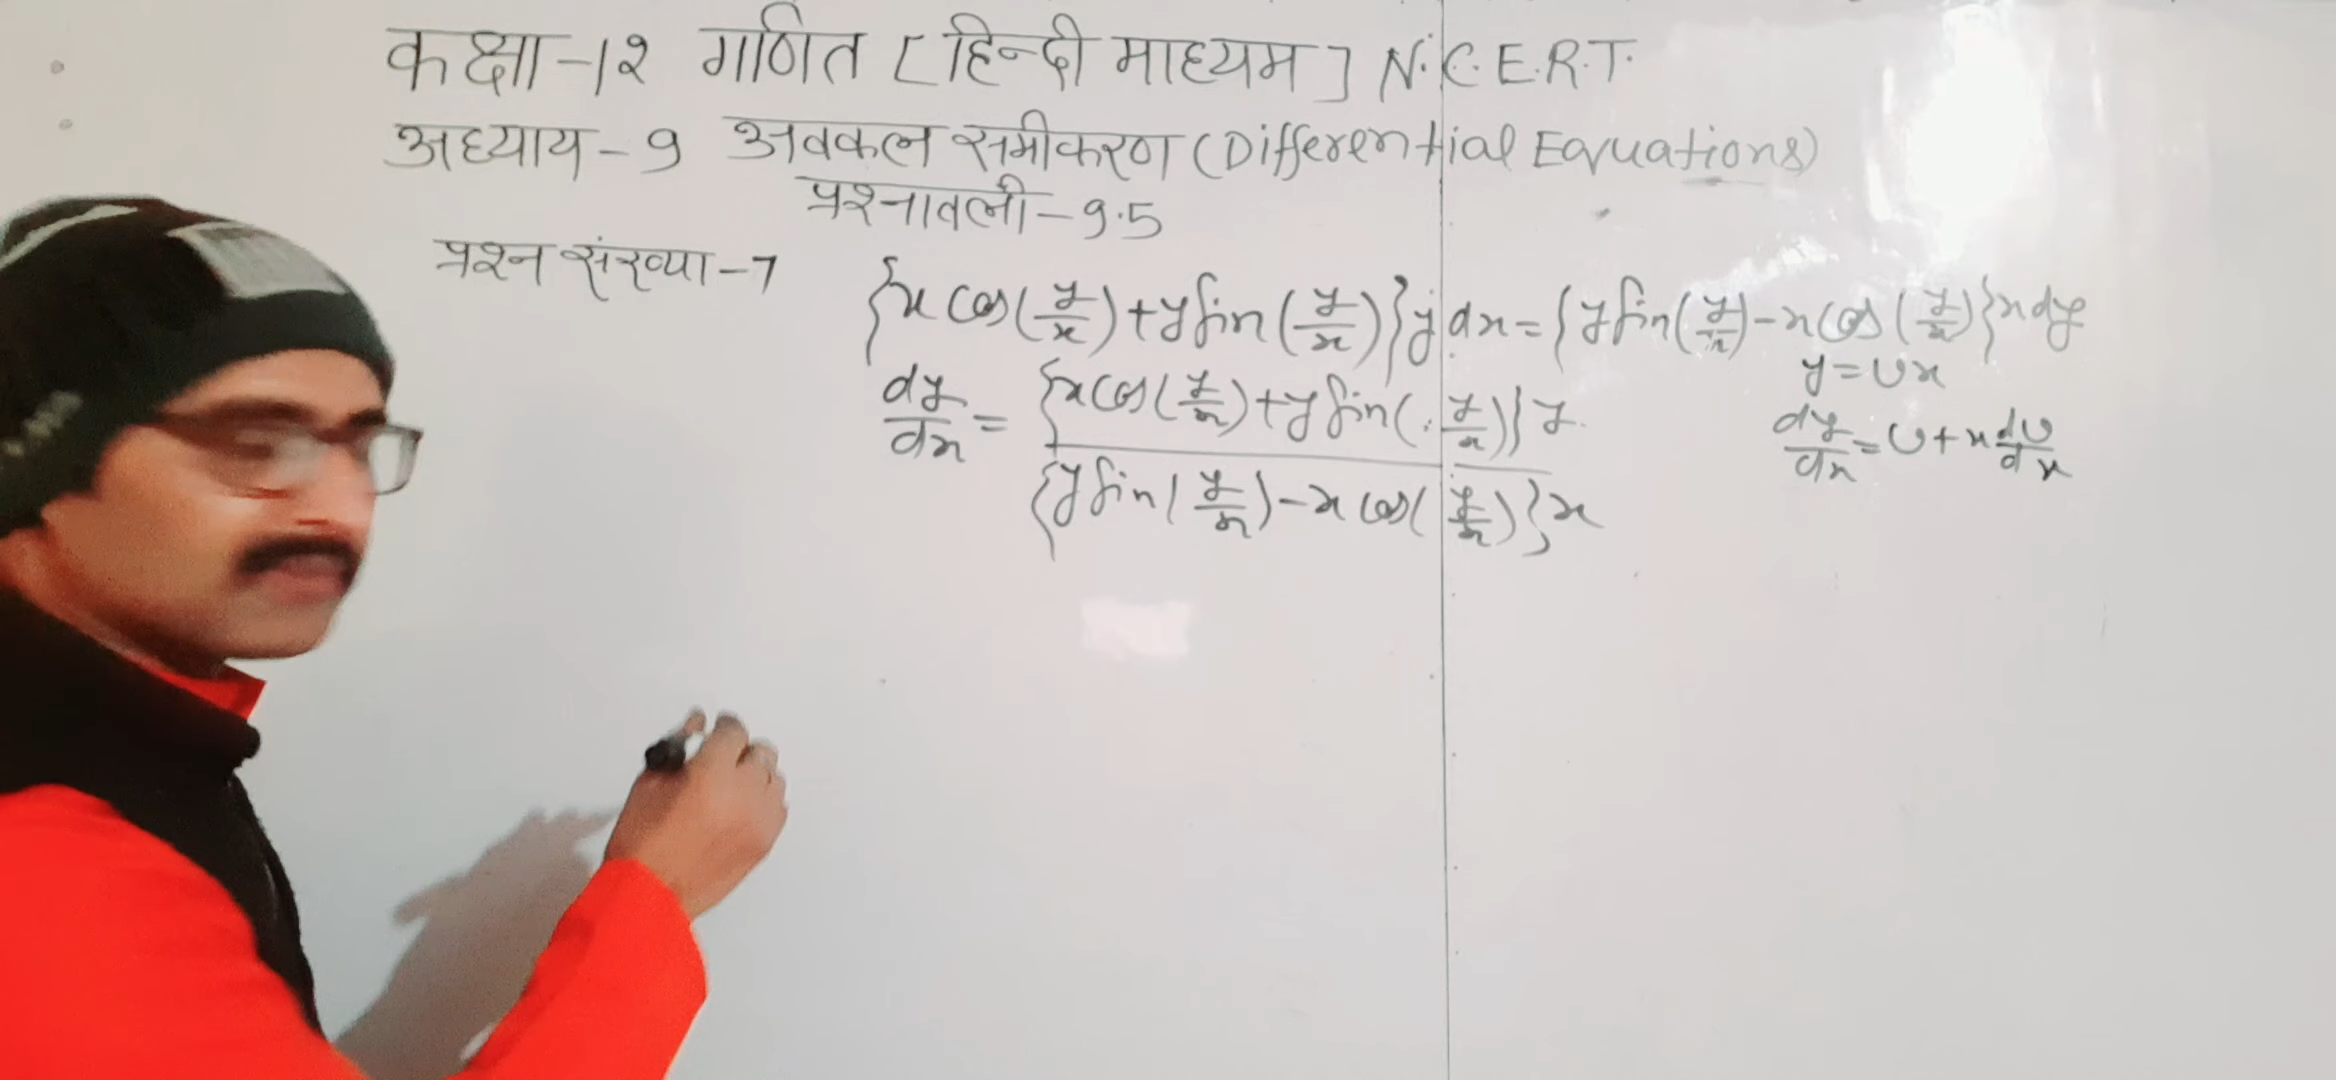 कक्षा-१२ गणित [हिन्दी माध्यम] N.C.E.R.T.
अध्याय-9 अवकल समीकरण (Differential Equations)
प्रश्नावली-9.5
प्रश्न संख्या-7
{x cos(y/x)+y sin(y/x)}y dx={y sin(y/x)-x cos(y/x)}x dy
y=vx
dy/dx = {x cos(y/x)+y sin(y/x)}y / {y sin(y/x)-x cos(y/x)}x
dy/dx=v+x dv/dx